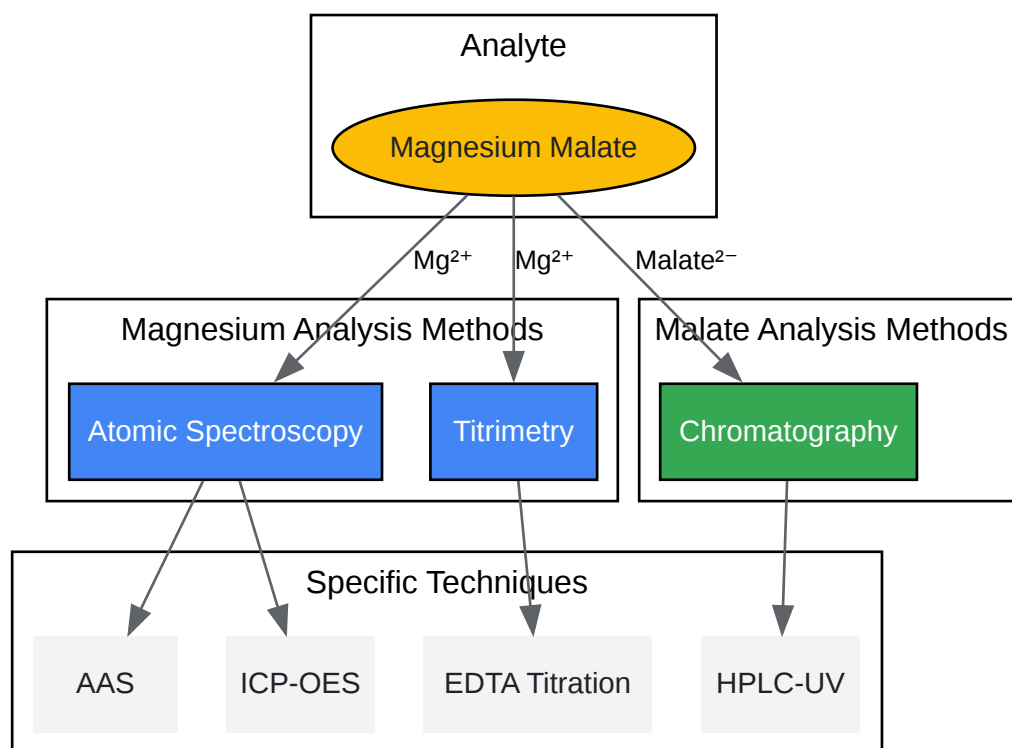 Analyte
Magnesium Malate
Mg²⁺
Mg²⁺
Malate²⁻
Magnesium Analysis Methods
Malate Analysis Methods
Atomic Spectroscopy
Titrimetry
Chromatography
Specific Techniques
AAS
ICP-OES
EDTA Titration
HPLC-UV